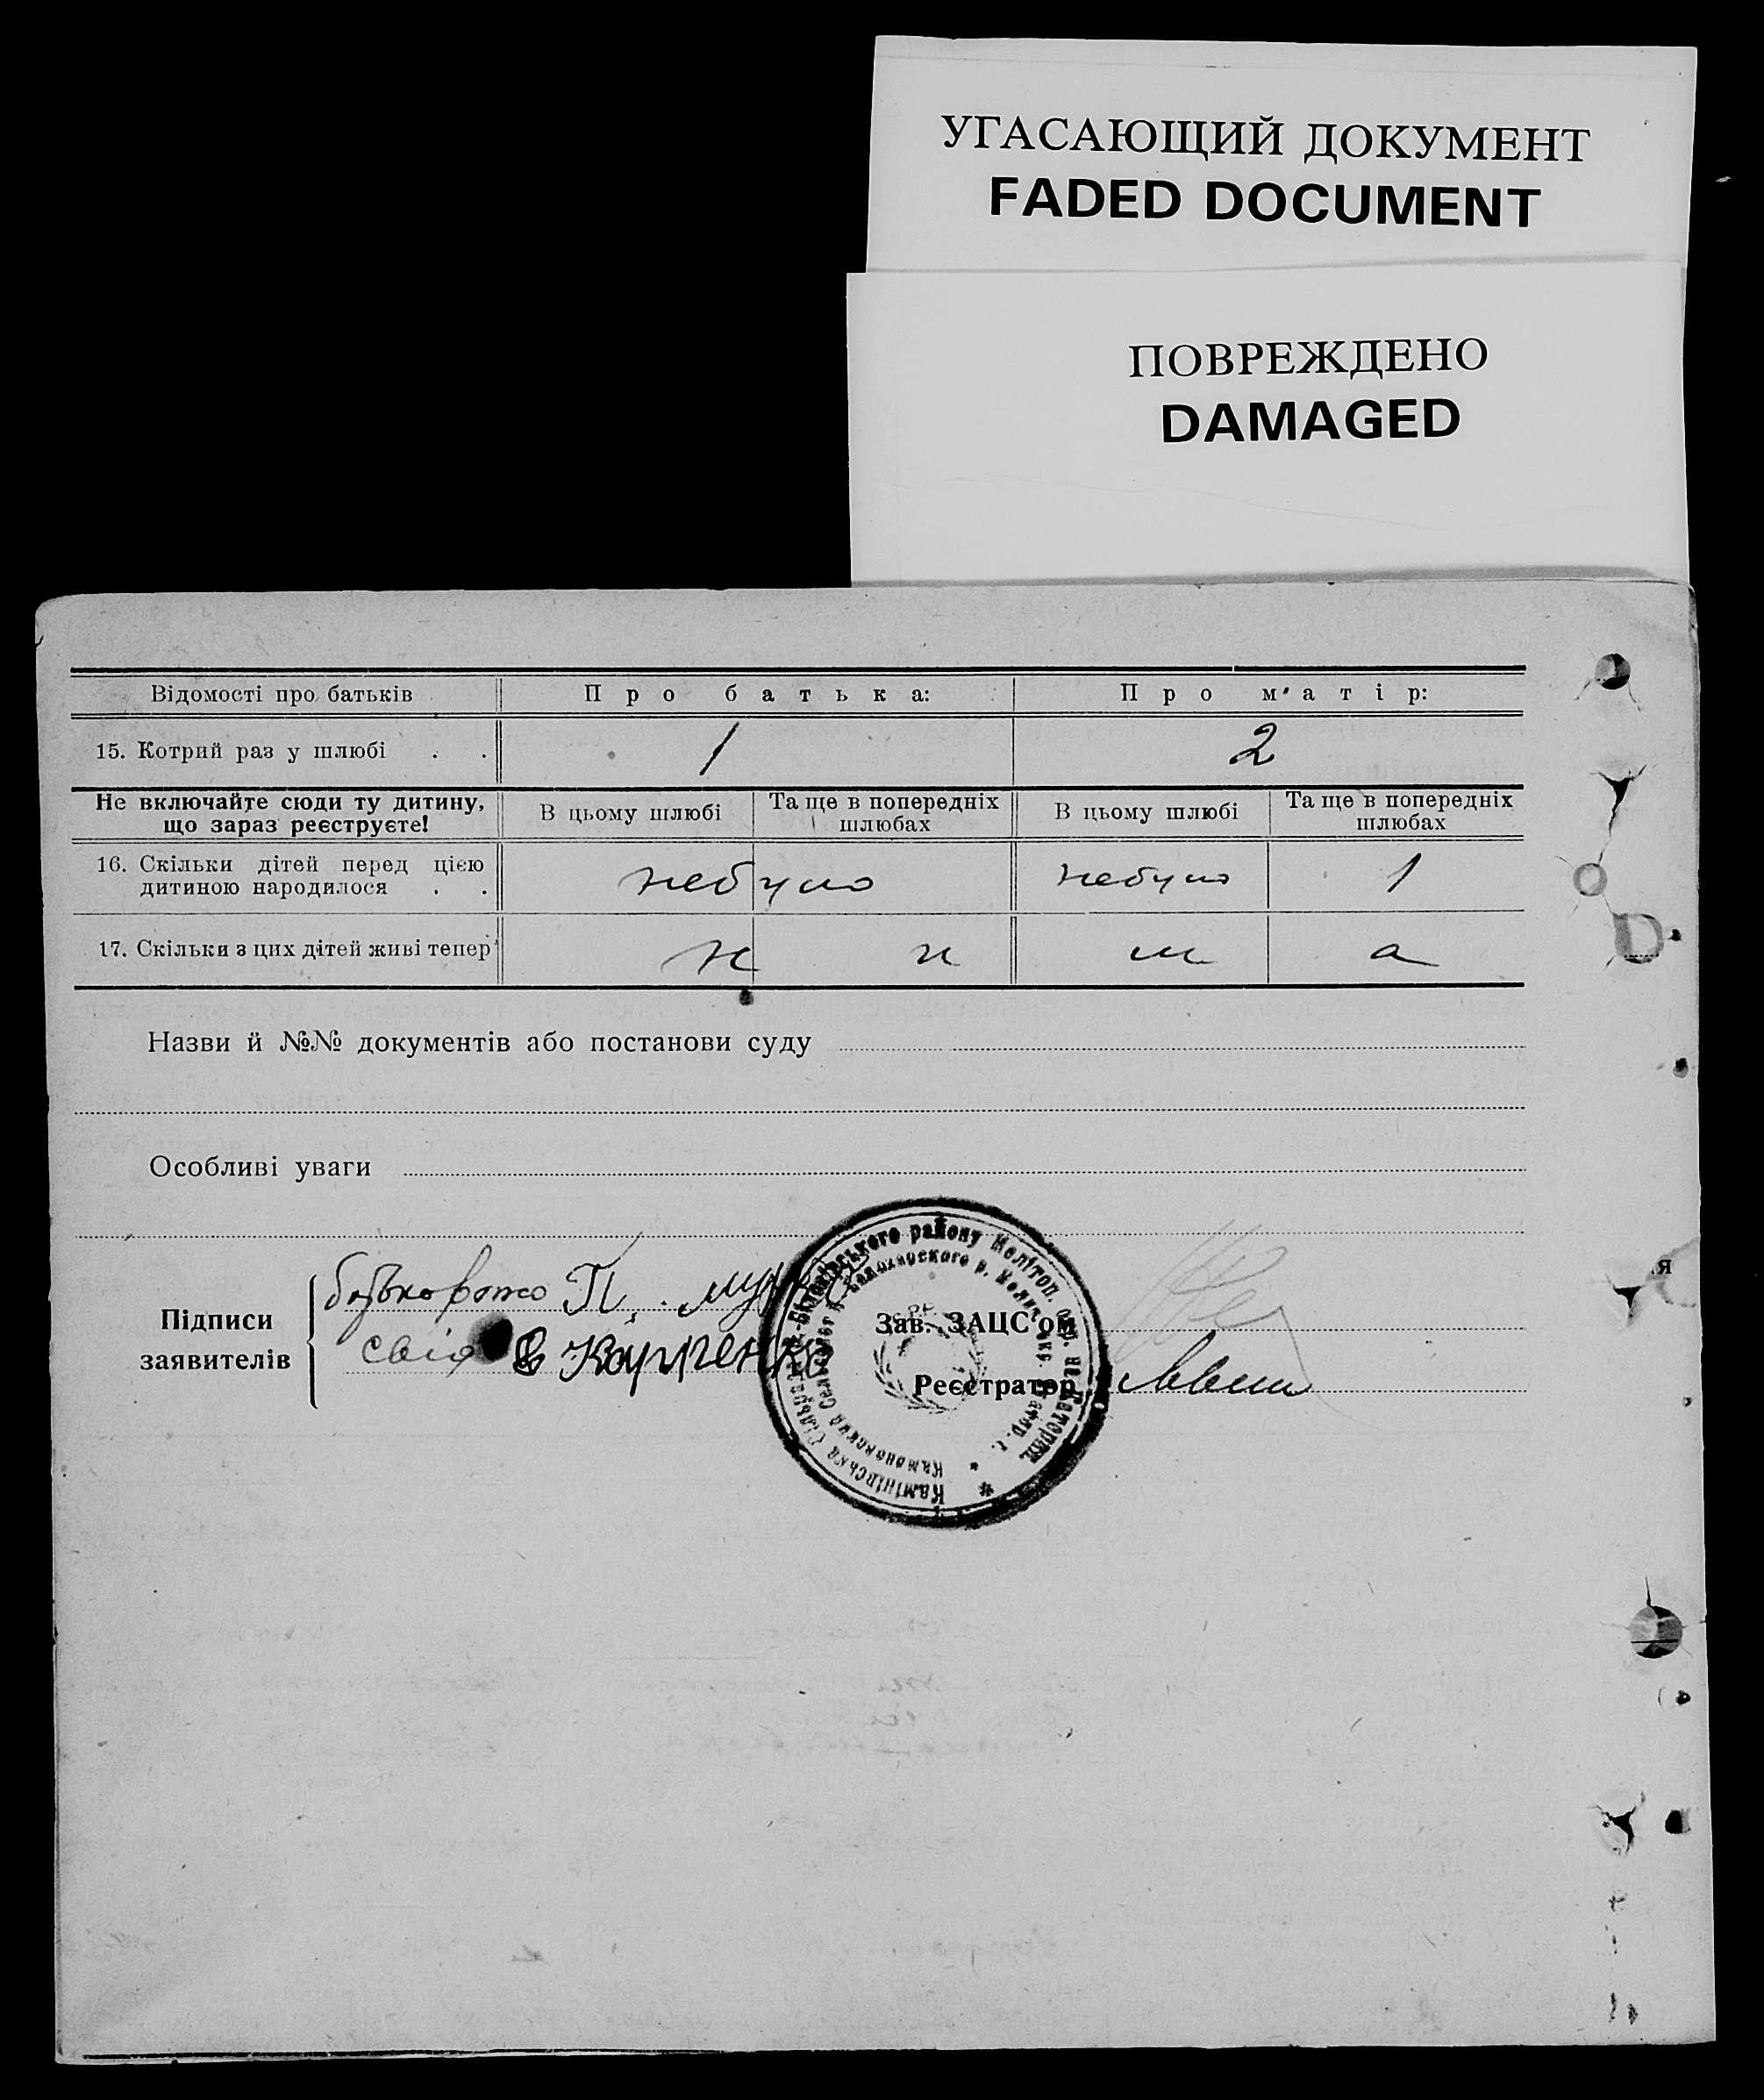 УГАСАЮЩИЙ ДОКУМЕНТ
FADED DOCUMENT
ПОВРЕЖДЕНО
DAMAGED
Відомості про батьків Про батька: Про м'атір:
15. Котрий раз у шлюбі . . 1 2
Не включайте сюди ту дитину, що зараз реєструєте! В цьому шлюбі Та ще в попередніх шлюбах В цьому шлюбі Та ще в попередніх шлюбах
16. Скільки дітей перед цією
дитиною народилося . . небуло небуло 1
17. Скільки з цих дітей живі тепер н н
Назви й №№ документів або постанови суду
Особливі уваги
Підписи
заявителів
Зав. ЗАЦС'ом
Реєстратор